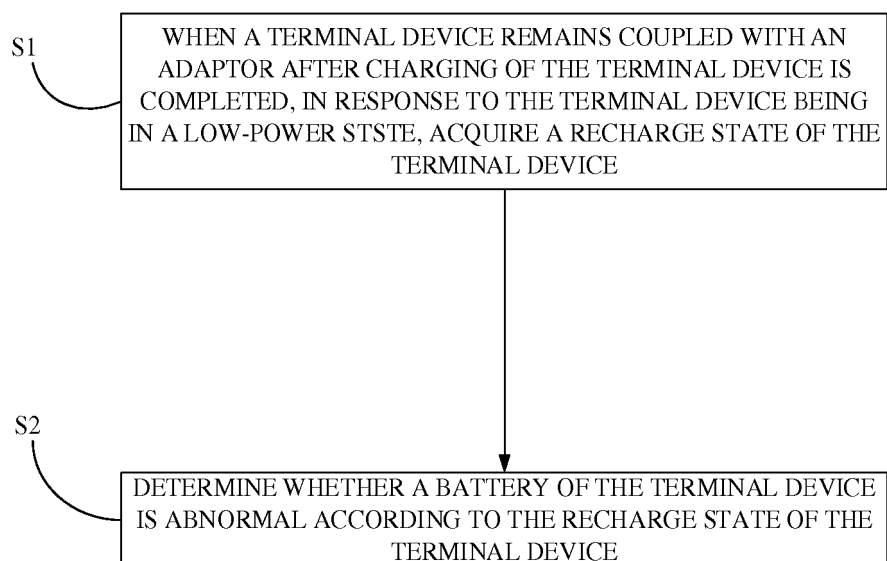 S1
WHEN A TERMINAL DEVICE REMAINS COUPLED WITH AN
ADAPTOR AFTER CHARGING OF THE TERMINAL DEVICE IS
COMPLETED, IN RESPONSE TO THE TERMINAL DEVICE BEING
IN A LOW-POWER STSTE, ACQUIRE A RECHARGE STATE OF THE
TERMINAL DEVICE
S2
DETERMINE WHETHER A BATTERY OF THE TERMINAL DEVICE
IS ABNORMAL ACCORDING TO THE RECHARGE STATE OF THE
TERMINAL DEVICE